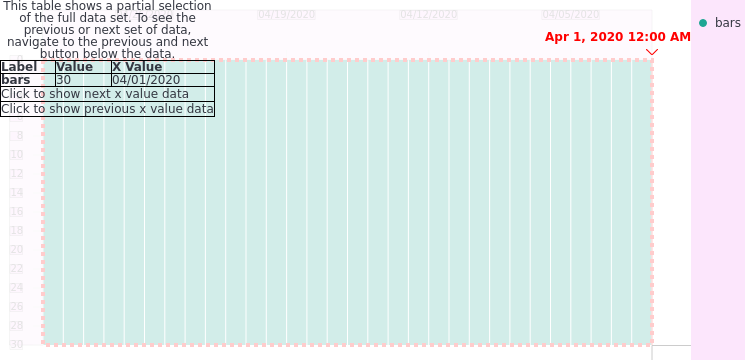 This table shows a partial selection
of the full data set. To see the
previous or next set of data,
navigate to the previous and next
button below the data.
Label Value X Value
bars 30 04/01/2020
Click to show next x value data
Click to show previous x value data
04/19/2020 04/12/2020 04/05/2020
Apr 1, 2020 12:00 AM
bars
8
10
12
14
16
18
20
22
24
26
28
30